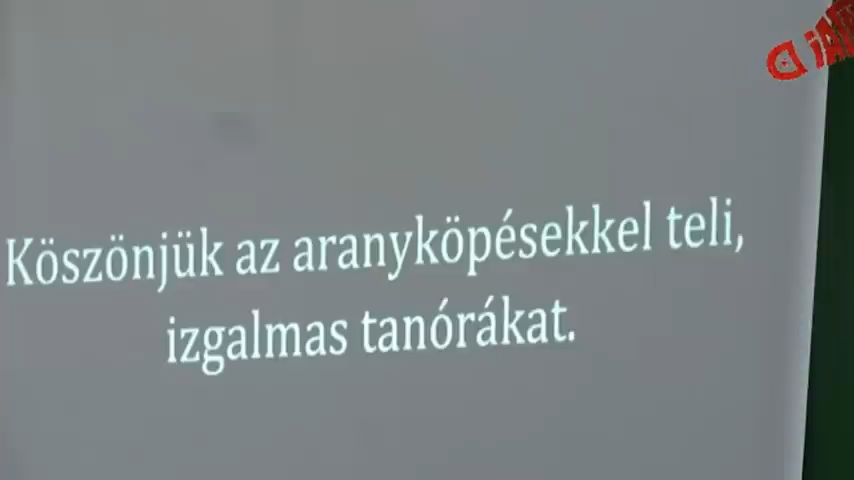 Köszönjük az aranyköpésekkel teli,
izgalmas tanórákat.